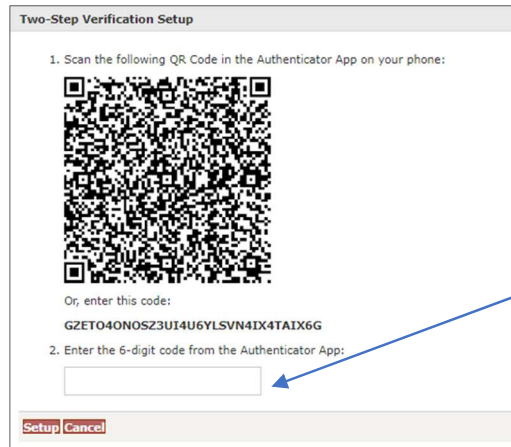 Two-Step Verification Setup
1. Scan the following QR Code in the Authenticator App on your phone:
Or, enter this code:
GZETO4ONOSZ3UI4U6YLSVN4IX4TAIX6G
2. Enter the 6-digit code from the Authenticator App:
Setup Cancel